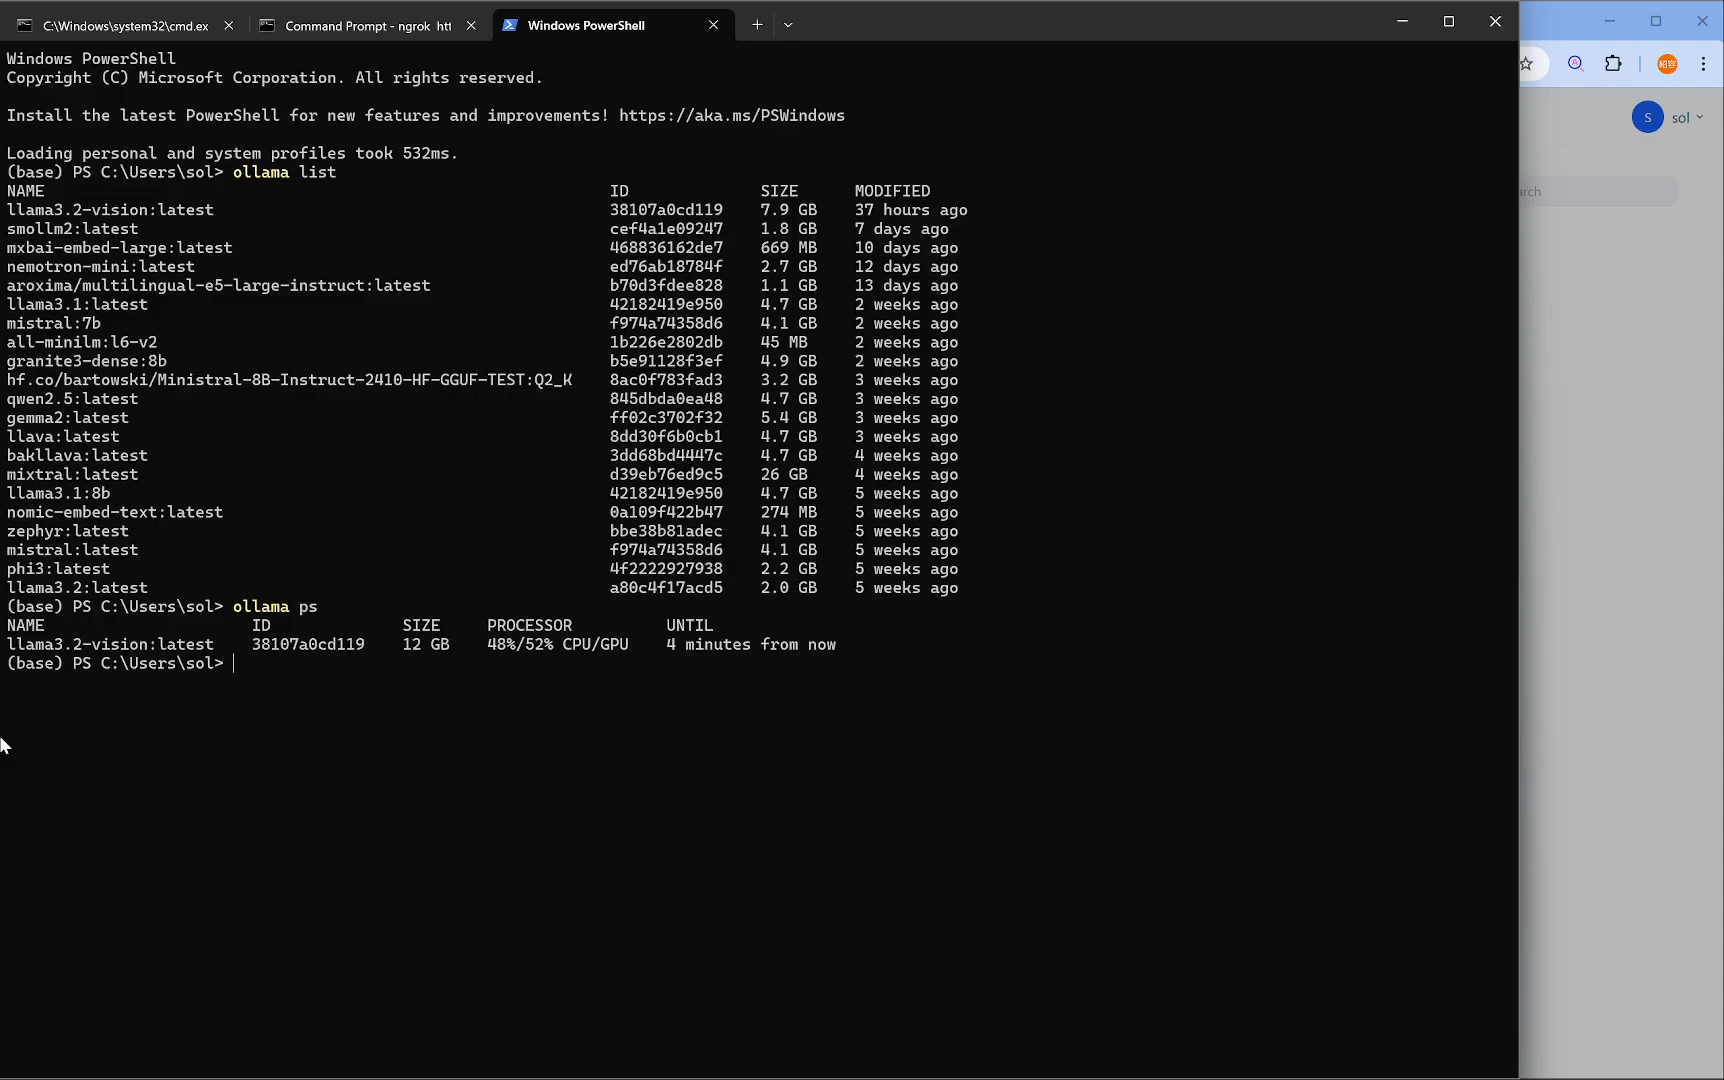 C:\Windows\system32\cmd.ex
Command Prompt - ngrok htt
Windows PowerShell
Windows PowerShell
Copyright (C) Microsoft Corporation. All rights reserved.
Install the latest PowerShell for new features and improvements! https://aka.ms/PSWindows
Loading personal and system profiles took 532ms.
(base) PS C:\Users\sol> ollama list
NAME ID SIZE MODIFIED
llama3.2-vision:latest 38107a0cd119 7.9 GB 37 hours ago
smollm2:latest cef4a1e09247 1.8 GB 7 days ago
mxbai-embed-large:latest 468836162de7 669 MB 10 days ago
nemotron-mini:latest ed76ab18784f 2.7 GB 12 days ago
aroxima/multilingual-e5-large-instruct:latest b70d3fdee828 1.1 GB 13 days ago
llama3.1:latest 42182419e950 4.7 GB 2 weeks ago
mistral:7b f974a74358d6 4.1 GB 2 weeks ago
all-minilm:l6-v2 1b226e2802db 45 MB 2 weeks ago
granite3-dense:8b b5e91128f3ef 4.9 GB 2 weeks ago
hf.co/bartowski/Ministral-8B-Instruct-2410-HF-GGUF-TEST:Q2_K 8ac0f783fad3 3.2 GB 3 weeks ago
qwen2.5:latest 845dbda0ea48 4.7 GB 3 weeks ago
gemma2:latest ff02c3702f32 5.4 GB 3 weeks ago
llava:latest 8dd30f6b0cb1 4.7 GB 3 weeks ago
bakllava:latest 3dd68bd4447c 4.7 GB 4 weeks ago
mixtral:latest d39eb76ed9c5 26 GB 4 weeks ago
llama3.1:8b 42182419e950 4.7 GB 5 weeks ago
nomic-embed-text:latest 0a109f422b47 274 MB 5 weeks ago
zephyr:latest bbe38b81adec 4.1 GB 5 weeks ago
mistral:latest f974a74358d6 4.1 GB 5 weeks ago
phi3:latest 4f2222927938 2.2 GB 5 weeks ago
llama3.2:latest a80c4f17acd5 2.0 GB 5 weeks ago
(base) PS C:\Users\sol> ollama ps
NAME ID SIZE PROCESSOR UNTIL
llama3.2-vision:latest 38107a0cd119 12 GB 48%/52% CPU/GPU 4 minutes from now
(base) PS C:\Users\sol>
紹容
S sol
arch